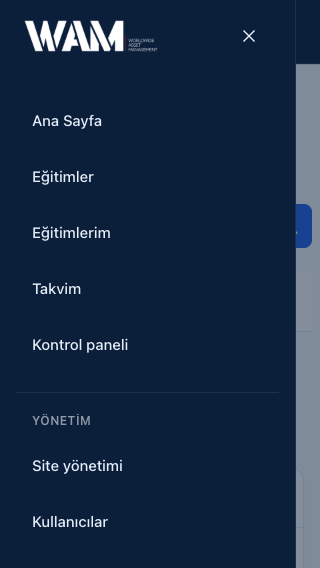 WAM
WORLDWIDE
ASSET
MANAGEMENT
Ana Sayfa
Eğitimler
Eğitimlerim
Takvim
Kontrol paneli
YÖNETİM
Site yönetimi
Kullanıcılar